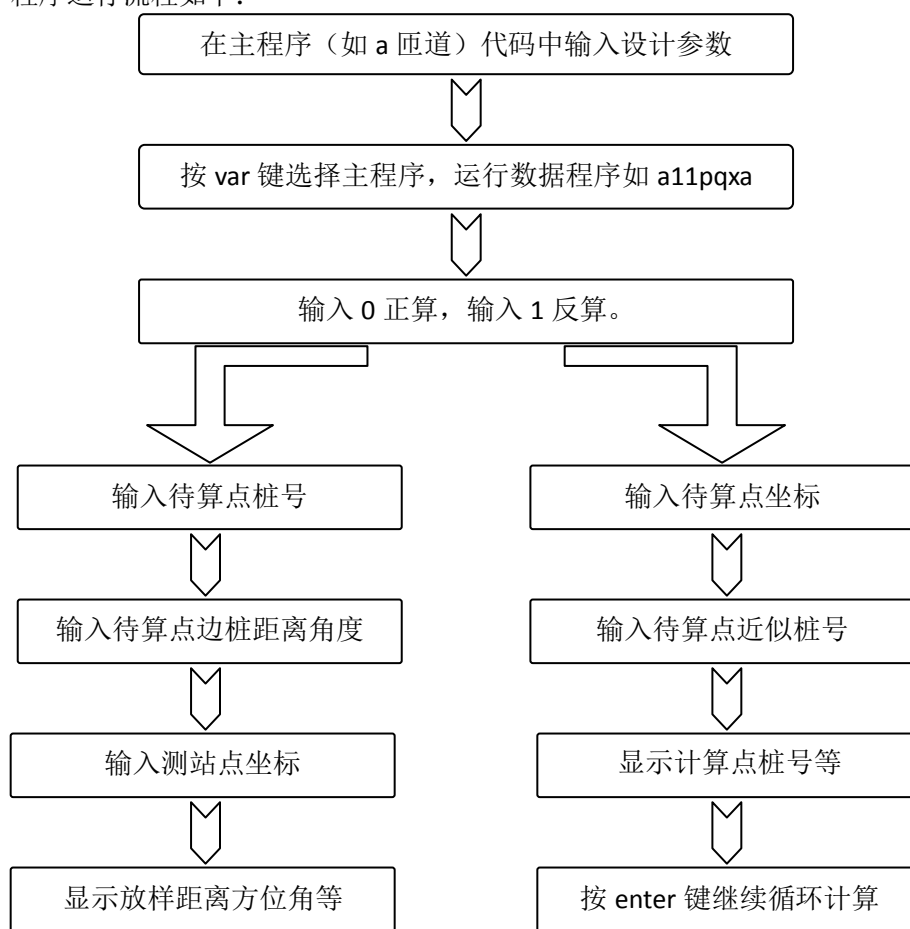 程序运行流程如下：
在主程序（如 a 匝道）代码中输入设计参数
按 var 键选择主程序，运行数据程序如 a11pqxa
输入 0 正算，输入 1 反算。
输入待算点桩号
输入待算点坐标
输入待算点边桩距离角度
输入待算点近似桩号
输入测站点坐标
显示计算点桩号等
显示放样距离方位角等
按 enter 键继续循环计算